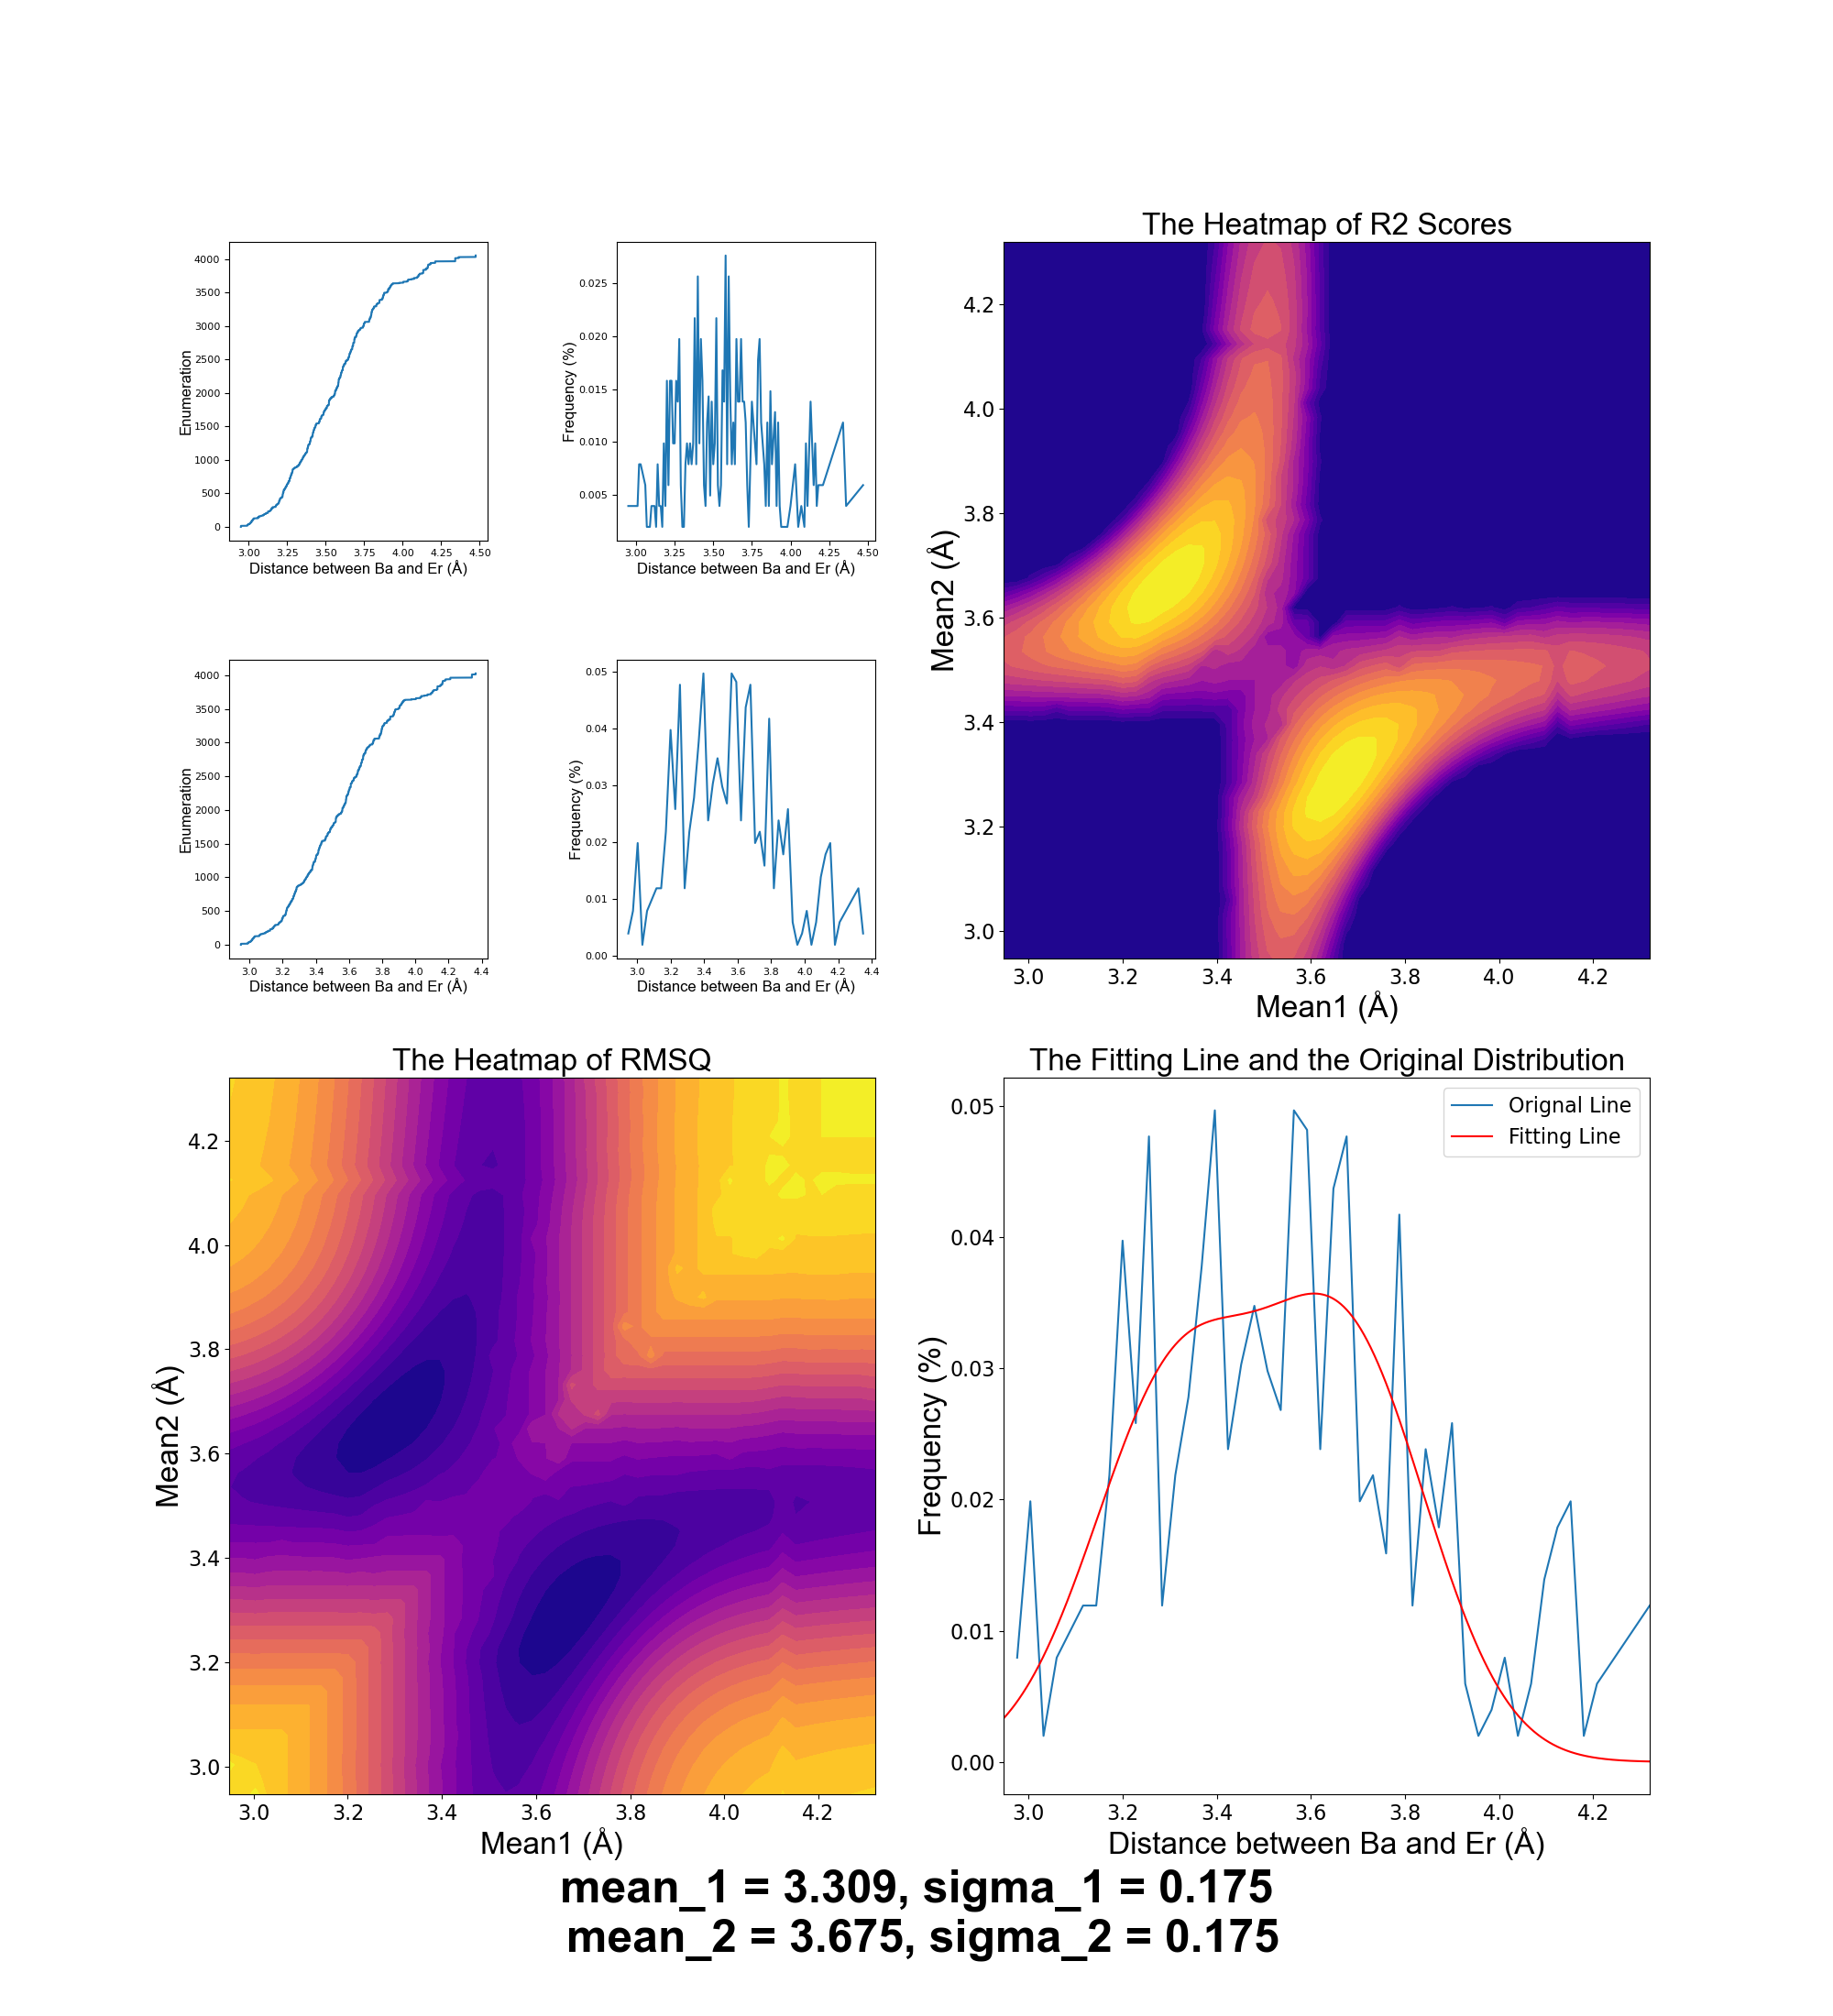 The Heatmap of R2 Scores
4000
3500
3000
2500
2000
1500
1000
500
0
Enumeration
3.00 3.25 3.50 3.75 4.00 4.25 4.50
Distance between Ba and Er (Å)
0.025
0.020
0.015
0.010
0.005
Frequency (%)
3.00 3.25 3.50 3.75 4.00 4.25 4.50
Distance between Ba and Er (Å)
4000
3500
3000
2500
2000
1500
1000
500
0
Enumeration
3.0 3.2 3.4 3.6 3.8 4.0 4.2 4.4
Distance between Ba and Er (Å)
0.05
0.04
0.03
0.02
0.01
0.00
Frequency (%)
3.0 3.2 3.4 3.6 3.8 4.0 4.2 4.4
Distance between Ba and Er (Å)
4.2
4.0
3.8
3.6
3.4
3.2
3.0
Mean2 (Å)
3.0 3.2 3.4 3.6 3.8 4.0 4.2
Mean1 (Å)
The Heatmap of RMSQ
4.2
4.0
3.8
3.6
3.4
3.2
3.0
Mean2 (Å)
3.0 3.2 3.4 3.6 3.8 4.0 4.2
Mean1 (Å)
The Fitting Line and the Original Distribution
Orignal Line
Fitting Line
0.05
0.04
0.03
0.02
0.01
0.00
Frequency (%)
3.0 3.2 3.4 3.6 3.8 4.0 4.2
Distance between Ba and Er (Å)
mean_1 = 3.309, sigma_1 = 0.175
mean_2 = 3.675, sigma_2 = 0.175